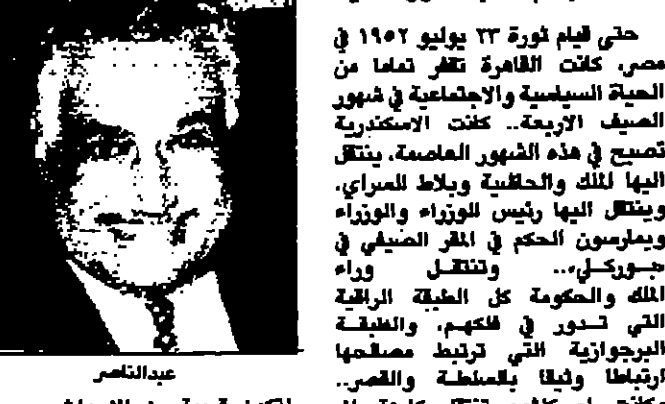 حتى قيام ثورة ٢٣ يوليو ١٩٥٢ في
مصر، كانت القاهرة تقفر تماما من
الحياة السياسية والاجتماعية في شهور
الصيف الاربعة.. كانت الاسكندرية
تصبح في هذه الشهور العاصمة، ينتقل
اليها الملك والحاشية وبلاط السراي،
وينتقل اليها رئيس الوزراء والوزراء
ويمارسون الحكم في المقر الصيفي في
«بوركلي».. وتنتقل وراء
الملك والحكومة كل الطبقة الراقية
التي تدور في فلكهم، والطبقة
البرجوازية التي ترتبط مصالحها
ارتباطا وثيقا بالسلطة والقصر..
عبدالناصر